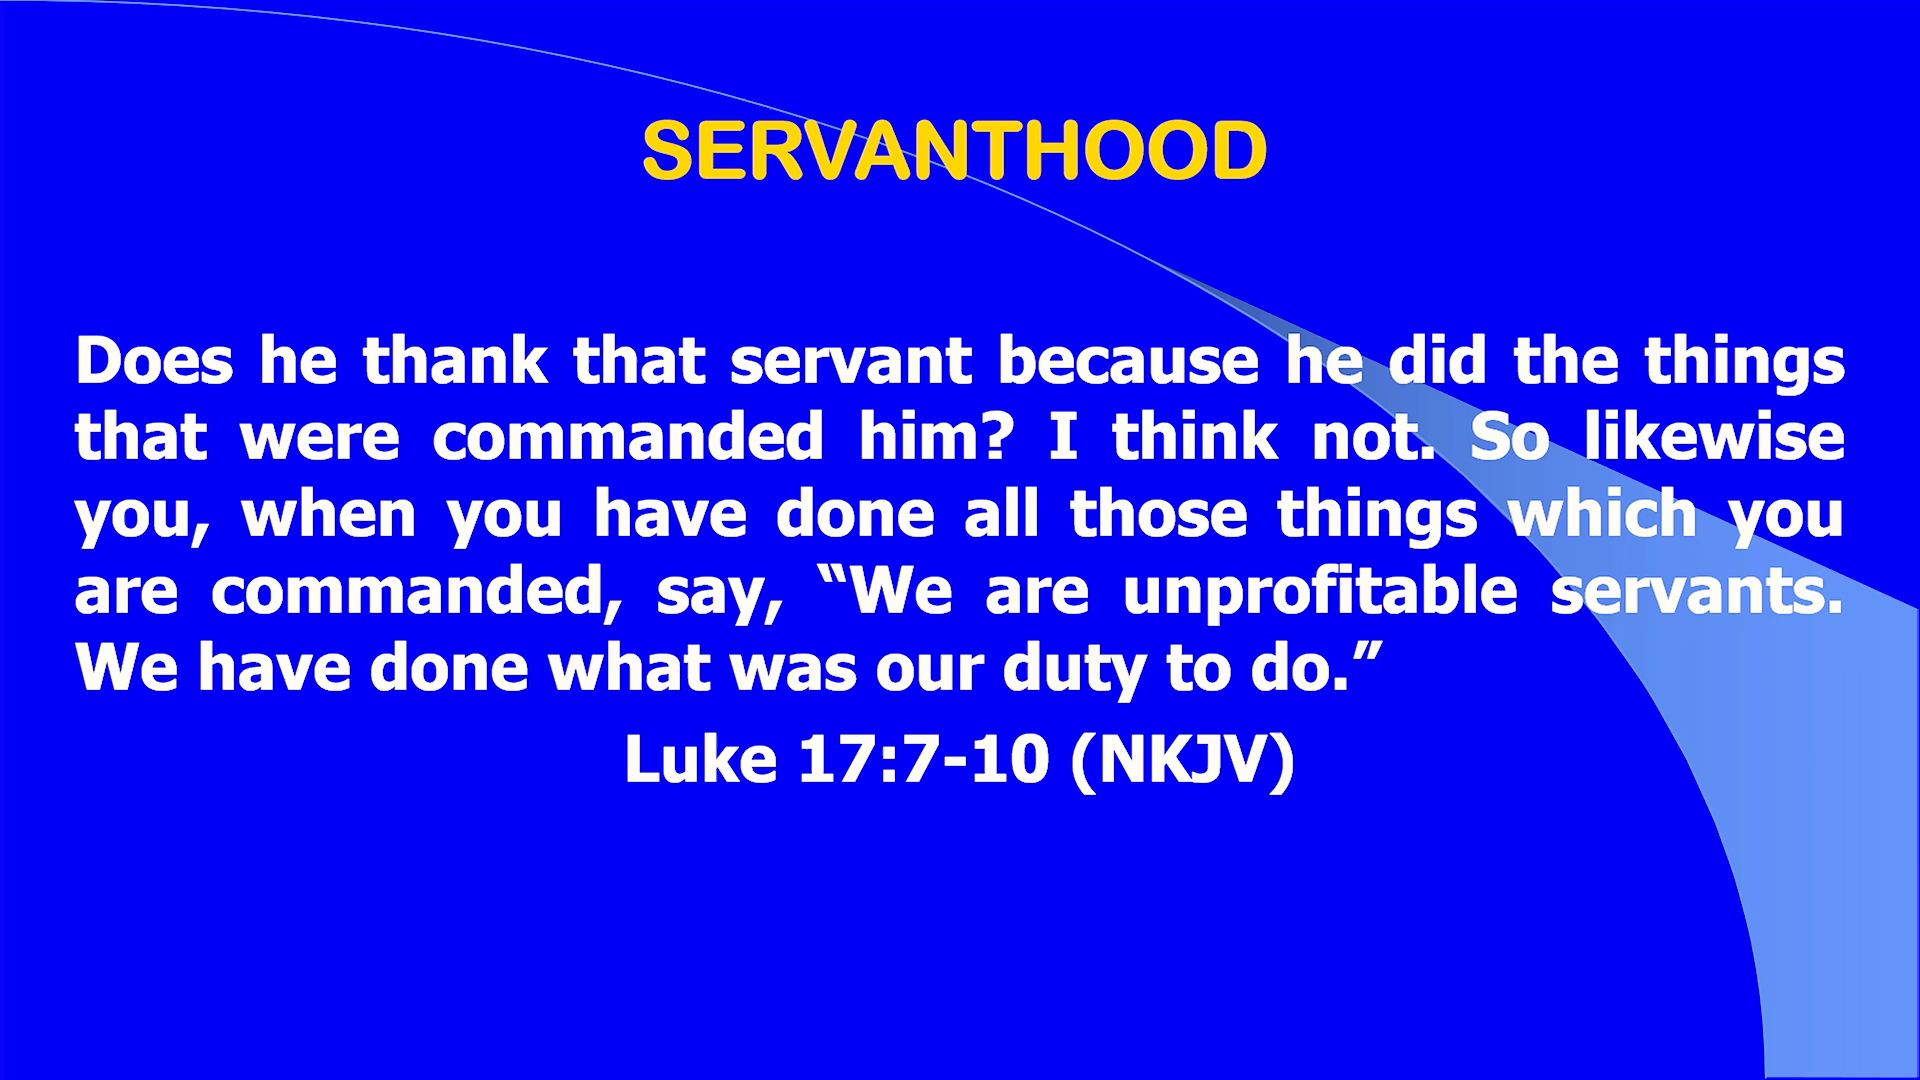 SERVANTHOOD
Does he thank that servant because he did the things
that were commanded him? I think not. So likewise
you, when you have done all those things which you
are commanded, say, “We are unprofitable servants.
We have done what was our duty to do.”
Luke 17:7-10 (NKJV)